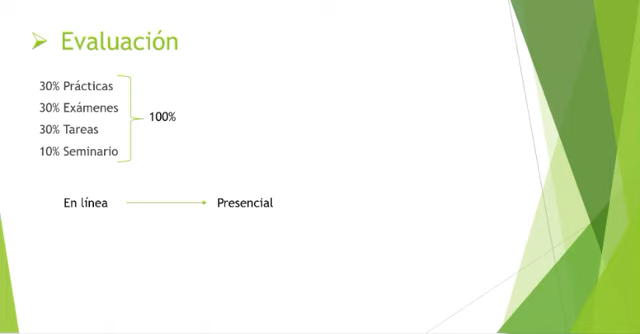 Evaluación
30% Prácticas
30% Exámenes
30% Tareas
10% Seminario
100%
En línea Presencial